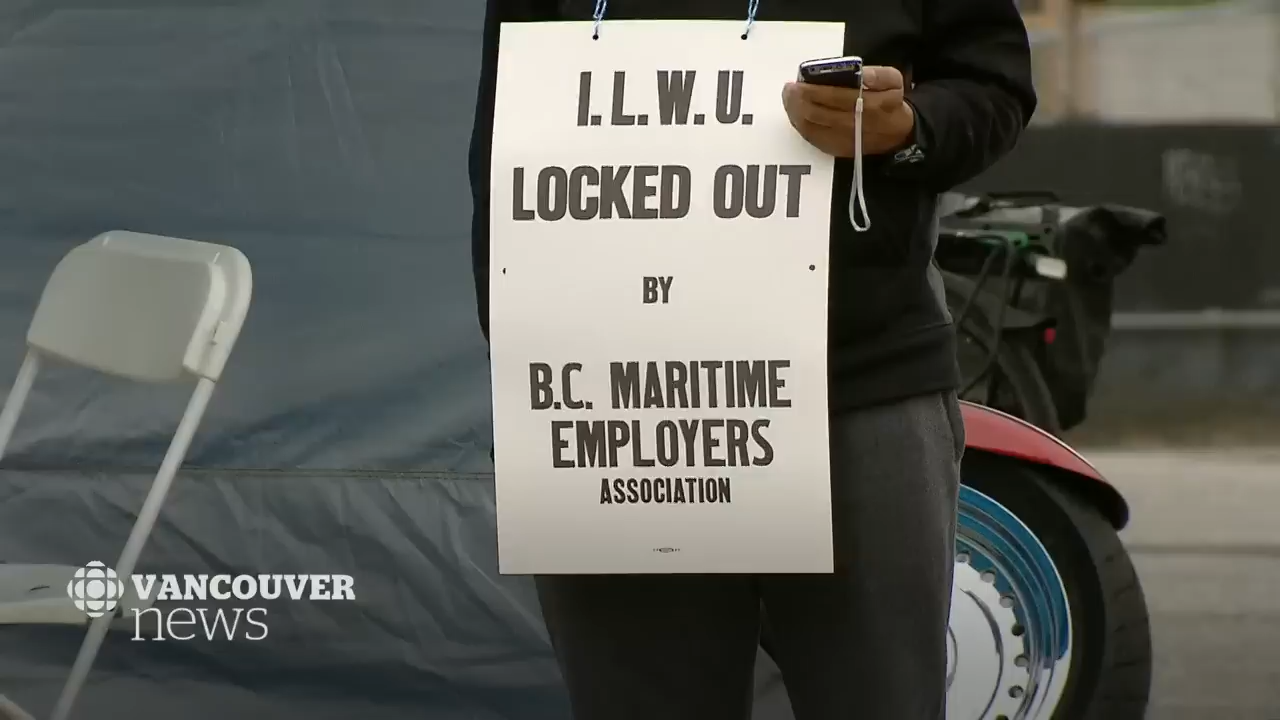 I.L.W.U.
LOCKED OUT
BY
B.C. MARITIME
EMPLOYERS
ASSOCIATION
VANCOUVER
news